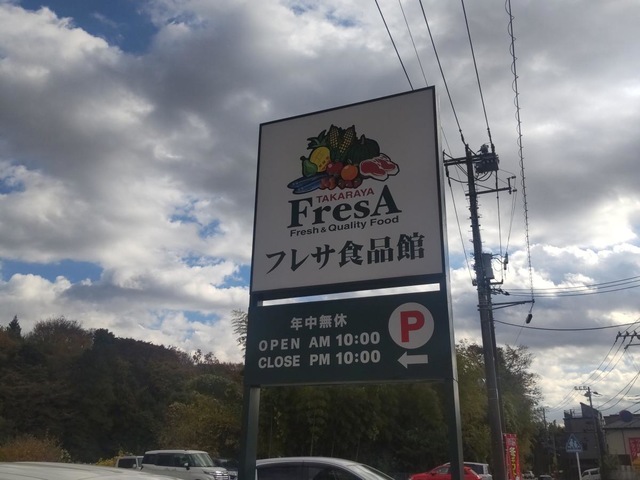 TAKARAYA
FresA
Fresh & Quality Food
フレサ食品館
年中無休
OPEN AM 10:00
CLOSE PM 10:00
P